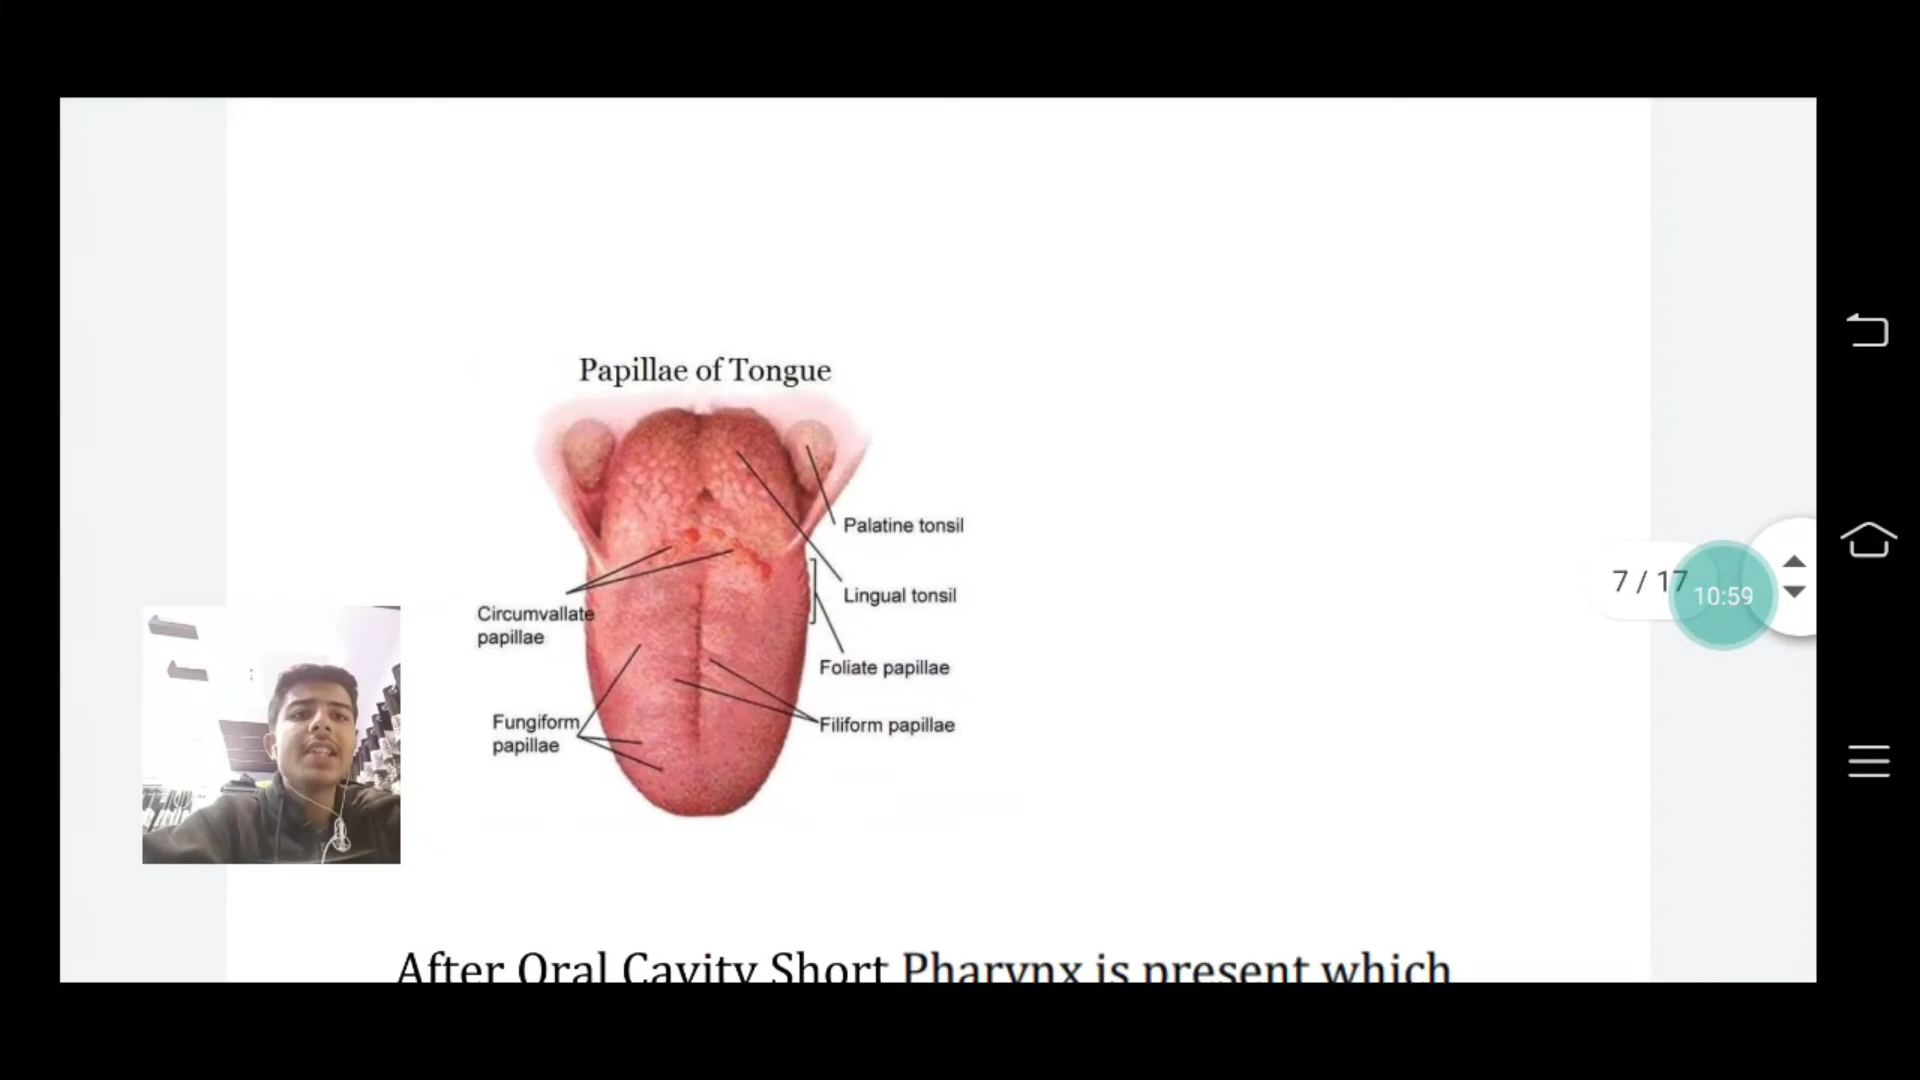 Papillae of Tongue
Palatine tonsil
Lingual tonsil
Circumvallate
papillae
Foliate papillae
Fungiform
papillae
Filiform papillae
7 / 17
10:59
After Oral Cavity Short Pharynx is present which